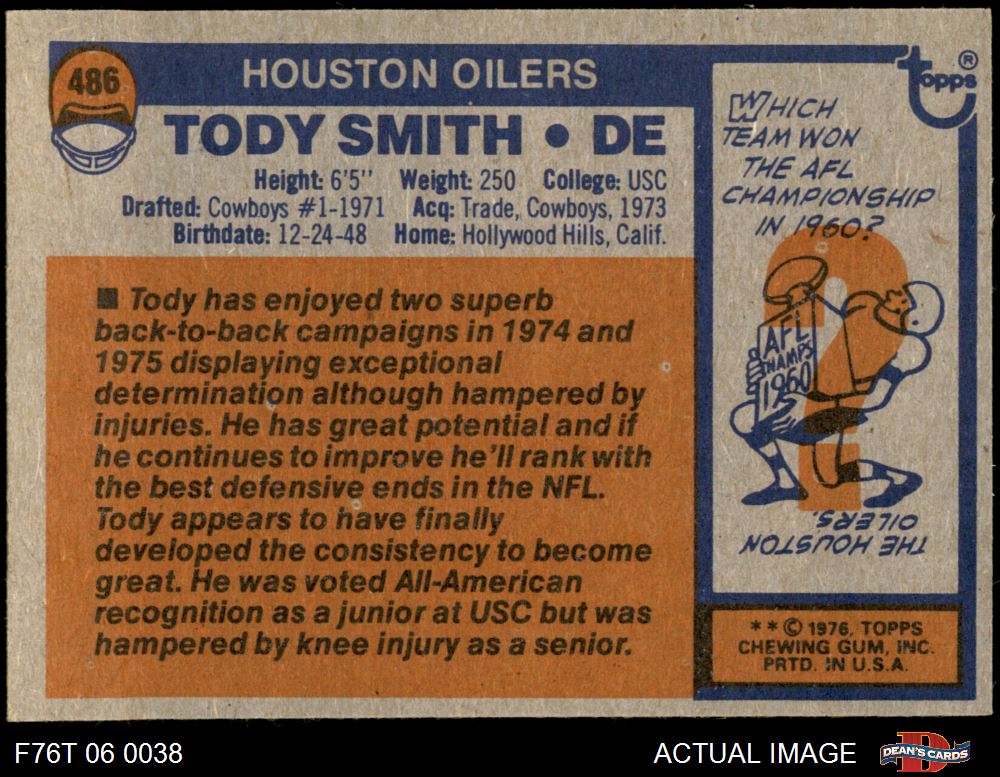 486
HOUSTON OILERS
TODY SMITH • DE
Height: 6'5'' Weight: 250 College: USC
Drafted: Cowboys #1-1971 Acq: Trade, Cowboys, 1973
Birthdate: 12-24-48 Home: Hollywood Hills, Calif.
■ Tody has enjoyed two superb
back-to-back campaigns in 1974 and
1975 displaying exceptional
determination although hampered by
injuries. He has great potential and if
he continues to improve he'll rank with
the best defensive ends in the NFL.
Tody appears to have finally
developed the consistency to become
great. He was voted All-American
recognition as a junior at USC but was
hampered by knee injury as a senior.
topps®
WHICH
TEAM WON
THE AFL
CHAMPIONSHIP
IN 1960?
?
AFL
CHAMPS
1960
THE HOUSTON
OILERS.
**© 1976, TOPPS
CHEWING GUM, INC.
PRTD. IN U.S.A.
F76T 06 0038
ACTUAL IMAGE
D
DEAN'S CARDS